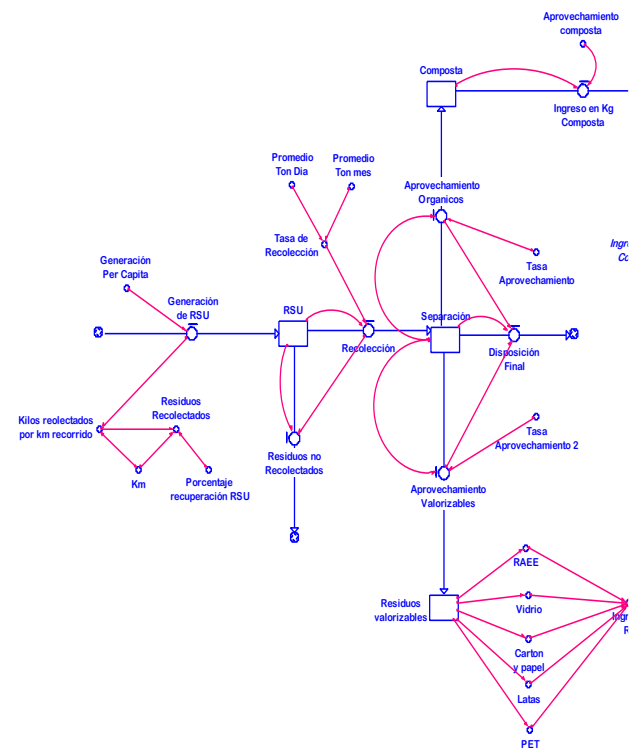 Aprovechamiento
composta
Composta
Ingreso en Kg
Composta
Promedio
Ton Dia
Promedio
Ton mes
Aprovechamiento
Organicos
Tasa de
Recolección
Ingre
Co
Tasa
Aprovechamiento
Generación
Per Capita
Generación
de RSU
RSU
Separación
Recolección
Disposición
Final
Residuos
Recolectados
Kilos reolectados
por km recorrido
Tasa
Aprovechamiento 2
Residuos no
Recolectados
Km
Porcentaje
recuperación RSU
Aprovechamiento
Valorizables
RAEE
Residuos
valorizables
Vidrio
Ingre
R
Carton
y papel
Latas
PET